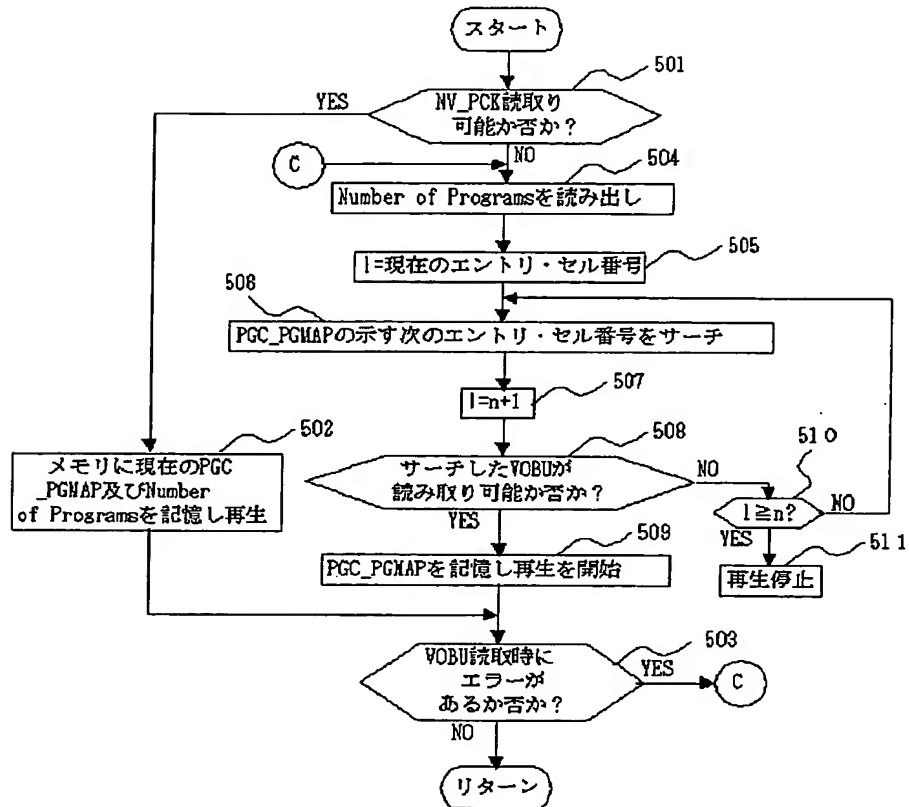 スタート
501
NV_PCK読取り
可能か否か？
YES
NO
C
504
Number of Programsを読み出し
505
I=現在のエントリ・セル番号
506
PGC_PGMAPの示す次のエントリ・セル番号をサーチ
507
I=n+1
502
メモリに現在のPGC
_PGMAP及びNumber
of Programsを記憶し再生
508
サーチしたVOBUが
読み取り可能か否か？
NO
YES
510
I≧n?
NO
YES
511
再生停止
509
PGC_PGMAPを記憶し再生を開始
503
VOBU読取時に
エラーが
あるか否か？
YES
C
NO
リターン